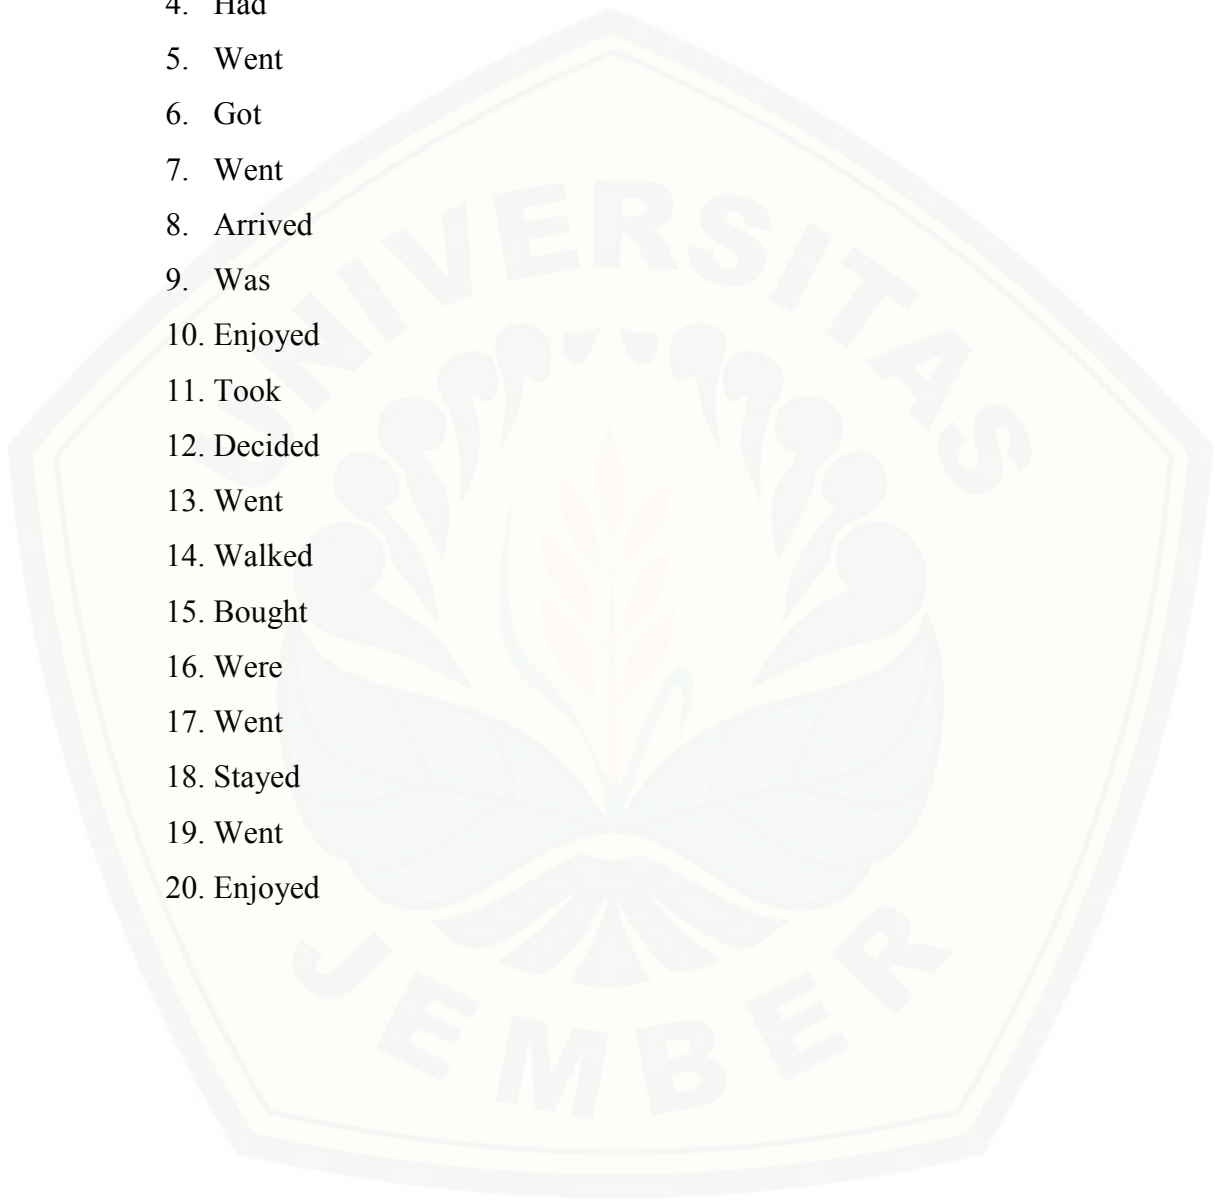 4. Had
5. Went
6. Got
7. Went
8. Arrived
9. Was
10. Enjoyed
11. Took
12. Decided
13. Went
14. Walked
15. Bought
16. Were
17. Went
18. Stayed
19. Went
20. Enjoyed
UNIVERSITAS
JEMBER